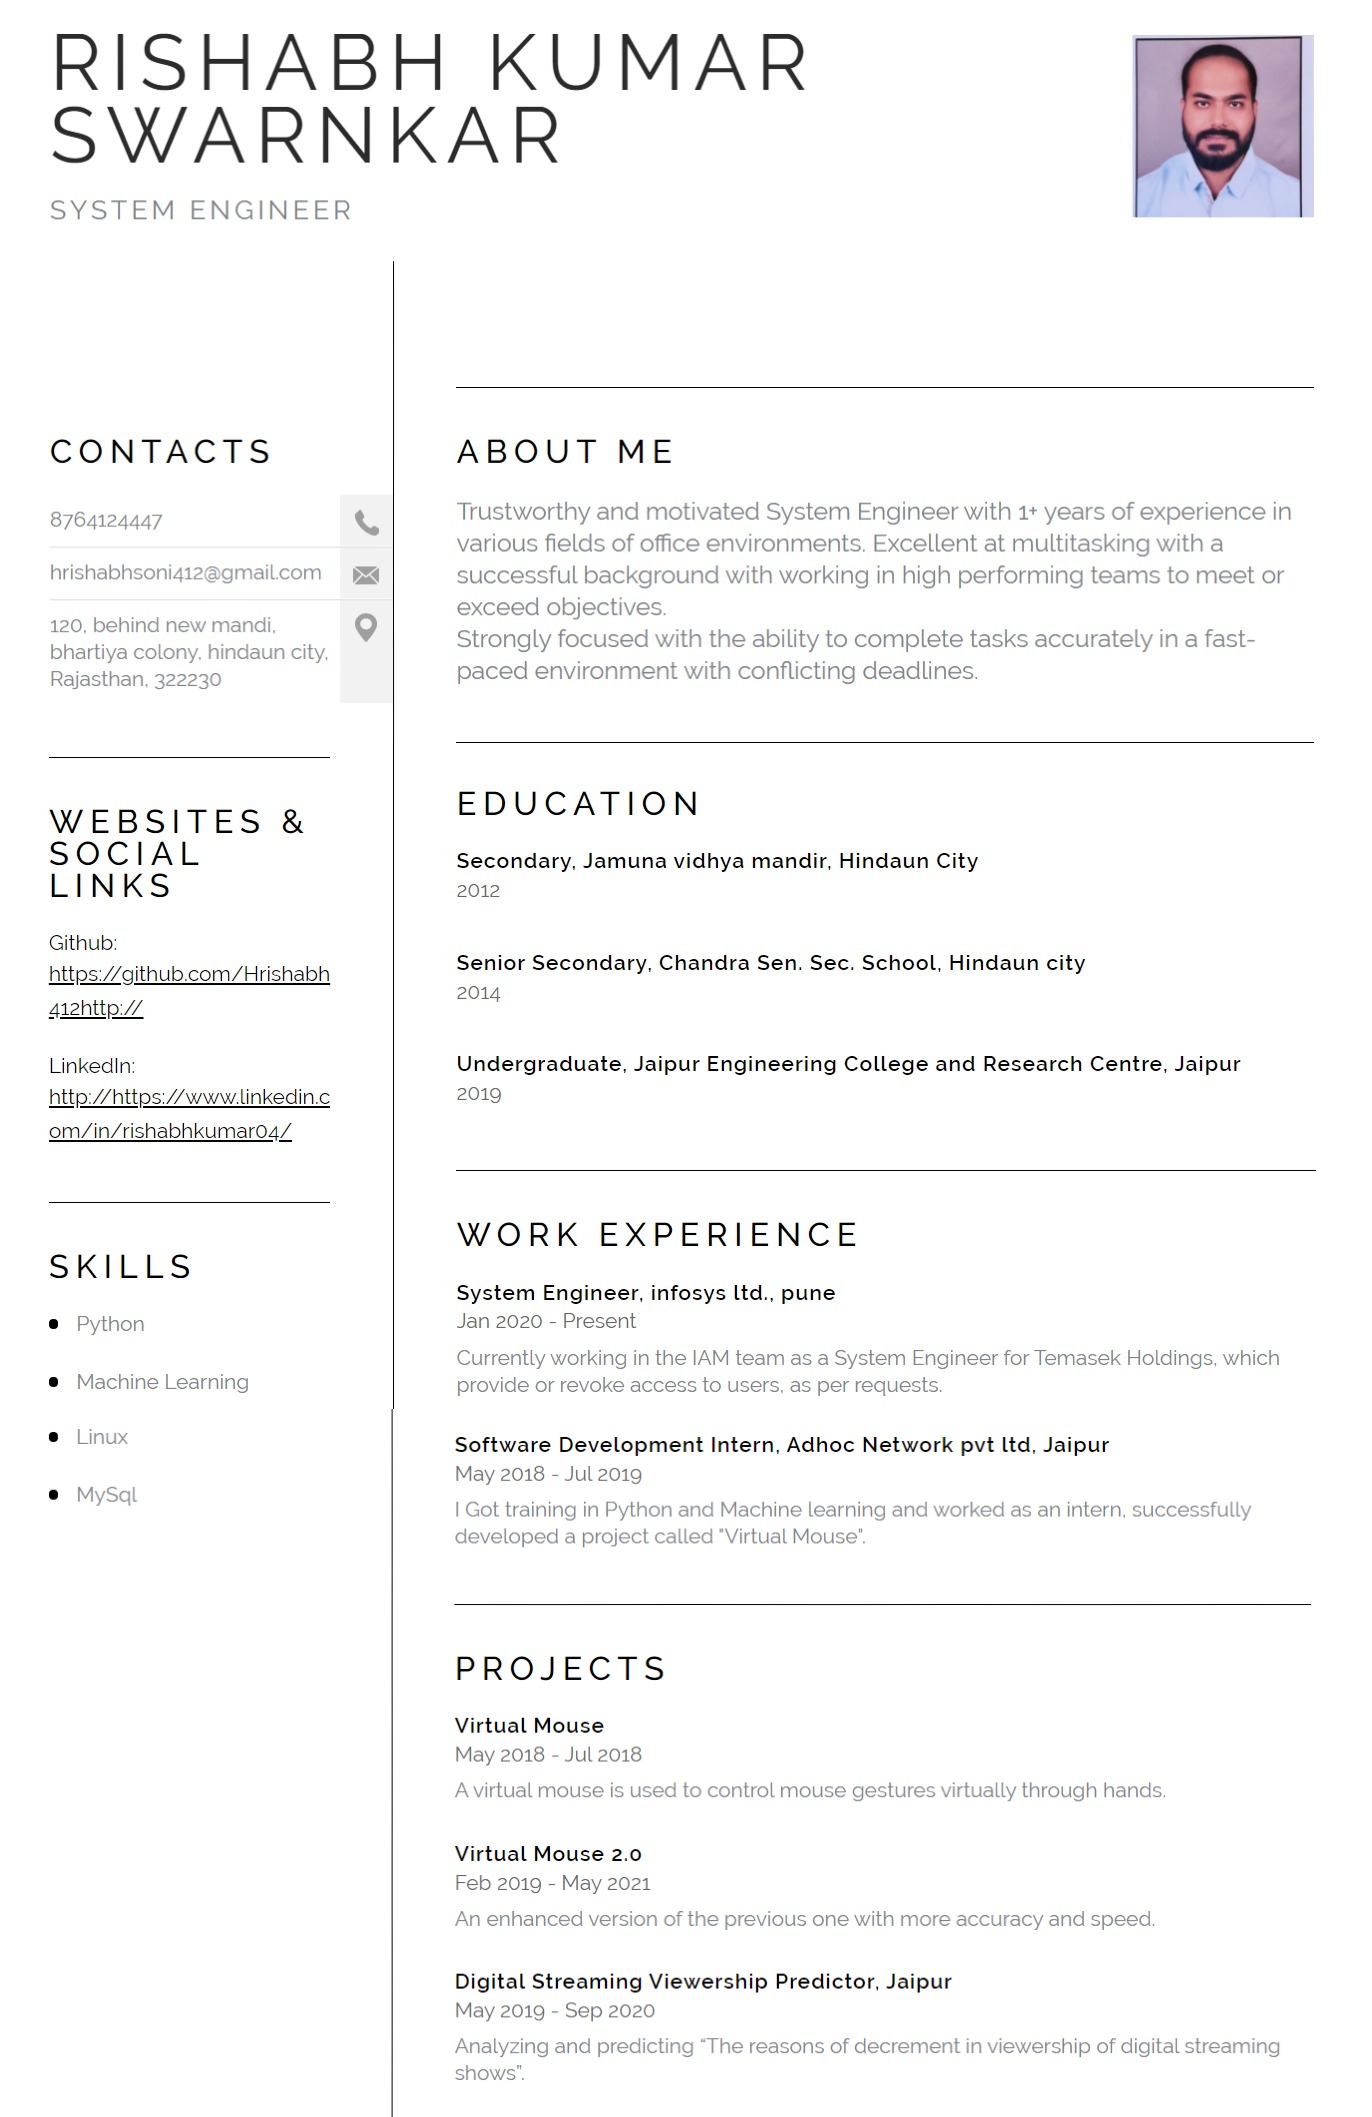 RISHABH KUMAR
SWARNKAR
SYSTEM ENGINEER
CONTACTS
8764124447
hrishabhsoni412@gmail.com
120, behind new mandi,
bhartiya colony, hindaun city,
Rajasthan, 322230
WEBSITES &
SOCIAL
LINKS
Github:
https://github.com/Hrishabh
412http://
LinkedIn:
http://https://www.linkedin.c
om/in/rishabhkumar04/
SKILLS
Python
Machine Learning
Linux
MySql
ABOUT ME
Trustworthy and motivated System Engineer with 1+ years of experience in
various fields of office environments. Excellent at multitasking with a
successful background with working in high performing teams to meet or
exceed objectives.
Strongly focused with the ability to complete tasks accurately in a fast-
paced environment with conflicting deadlines.
EDUCATION
Secondary, Jamuna vidhya mandir, Hindaun City
2012
Senior Secondary, Chandra Sen. Sec. School, Hindaun city
2014
Undergraduate, Jaipur Engineering College and Research Centre, Jaipur
2019
WORK EXPERIENCE
System Engineer, infosys ltd., pune
Jan 2020 - Present
Currently working in the IAM team as a System Engineer for Temasek Holdings, which
provide or revoke access to users, as per requests.
Software Development Intern, Adhoc Network pvt ltd, Jaipur
May 2018 - Jul 2019
I Got training in Python and Machine learning and worked as an intern, successfully
developed a project called "Virtual Mouse".
PROJECTS
Virtual Mouse
May 2018 - Jul 2018
A virtual mouse is used to control mouse gestures virtually through hands.
Virtual Mouse 2.0
Feb 2019 - May 2021
An enhanced version of the previous one with more accuracy and speed.
Digital Streaming Viewership Predictor, Jaipur
May 2019 - Sep 2020
Analyzing and predicting “The reasons of decrement in viewership of digital streaming
shows”.